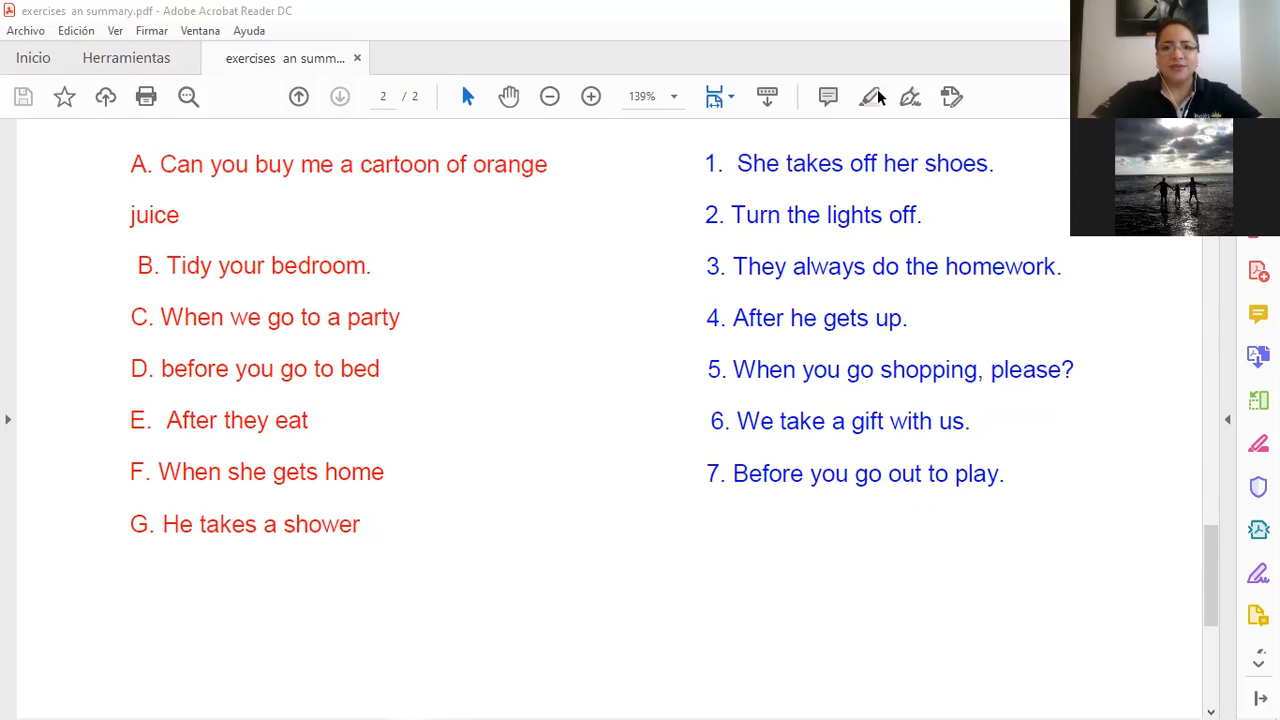 exercises an summary.pdf - Adobe Acrobat Reader DC
Archivo Edición Ver Firmar Ventana Ayuda
Inicio Herramientas exercises an summ... ×
2 / 2 139%
A. Can you buy me a cartoon of orange
juice
B. Tidy your bedroom.
C. When we go to a party
D. before you go to bed
E. After they eat
F. When she gets home
G. He takes a shower
1. She takes off her shoes.
2. Turn the lights off.
3. They always do the homework.
4. After he gets up.
5. When you go shopping, please?
6. We take a gift with us.
7. Before you go out to play.